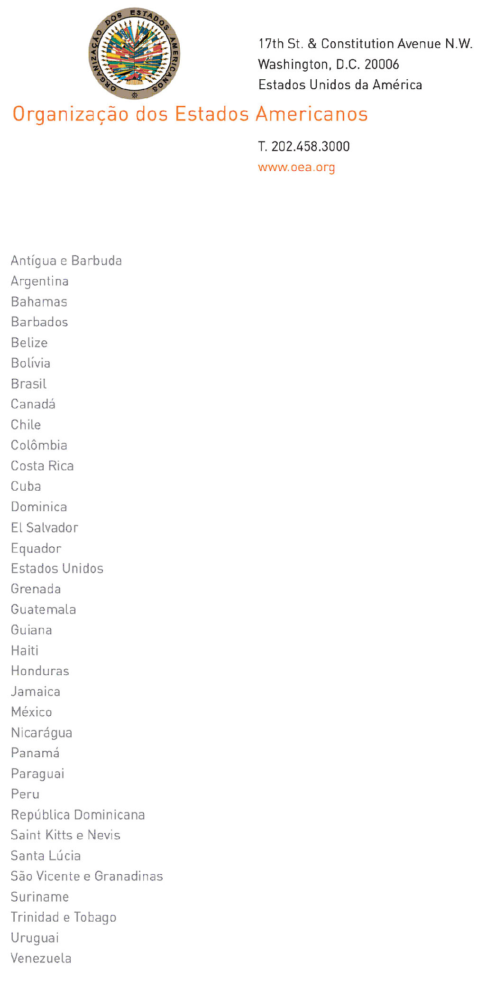 ORGANIZAÇÃO DOS ESTADOS AMERICANOS
17th St. & Constitution Avenue N.W.
Washington, D.C. 20006
Estados Unidos da América
Organização dos Estados Americanos
T. 202.458.3000
www.oea.org
Antígua e Barbuda
Argentina
Bahamas
Barbados
Belize
Bolívia
Brasil
Canadá
Chile
Colômbia
Costa Rica
Cuba
Dominica
El Salvador
Equador
Estados Unidos
Grenada
Guatemala
Guiana
Haiti
Honduras
Jamaica
México
Nicarágua
Panamá
Paraguai
Peru
República Dominicana
Saint Kitts e Nevis
Santa Lúcia
São Vicente e Granadinas
Suriname
Trinidad e Tobago
Uruguai
Venezuela